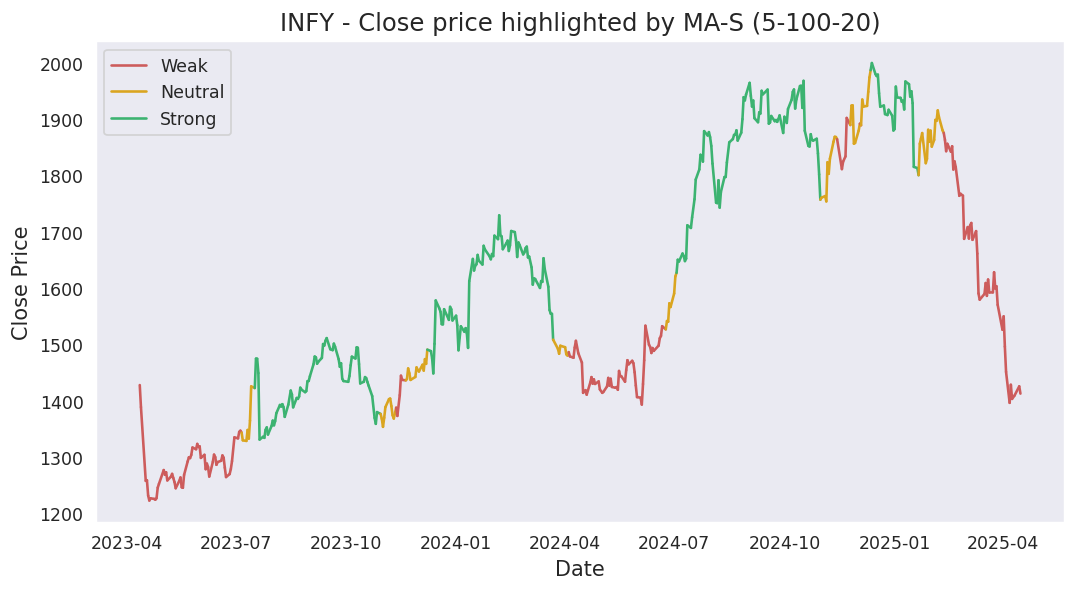 INFY - Close price highlighted by MA-S (5-100-20)
Weak
Neutral
Strong
2000
1900
1800
1700
1600
1500
1400
1300
1200
Close Price
2023-04 2023-07 2023-10 2024-01 2024-04 2024-07 2024-10 2025-01 2025-04
Date